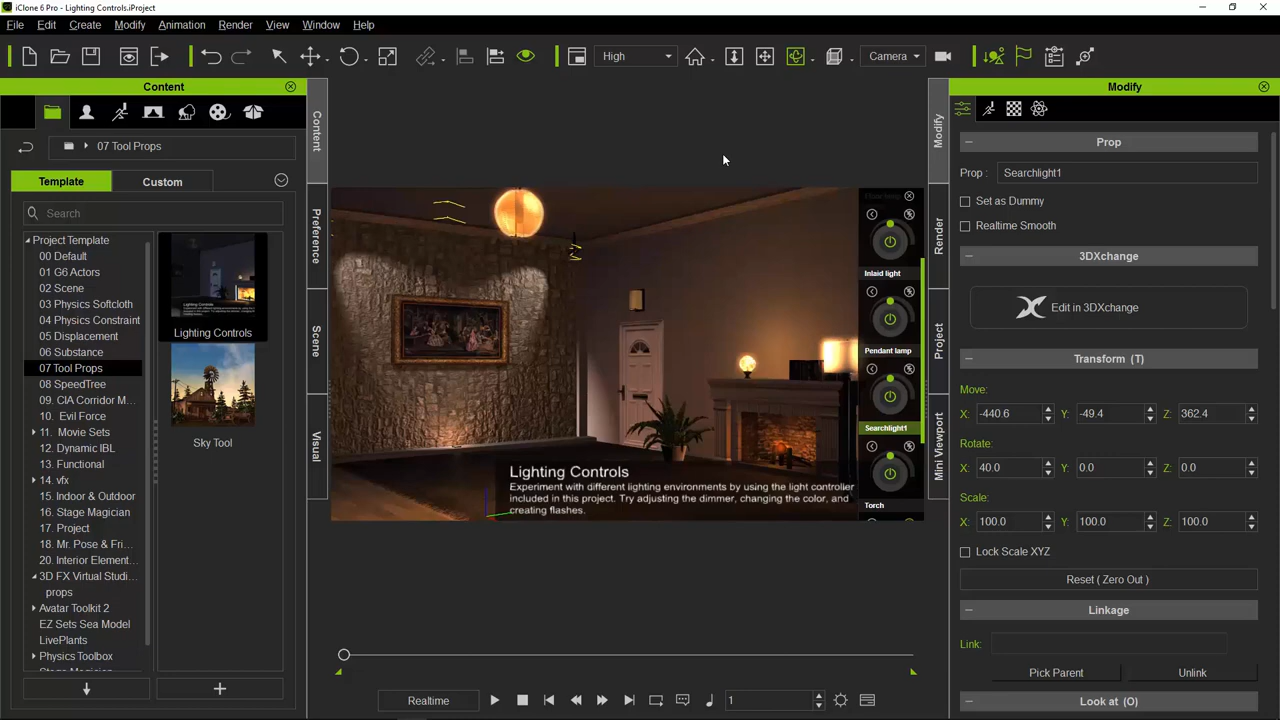 iClone 6 Pro - Lighting Controls.iProject
File Edit Create Modify Animation Render View Window Help
High
Camera
Content
07 Tool Props
Template Custom
Search
Project Template
00 Default
01 G6 Actors
02 Scene
03 Physics Softcloth
04 Physics Constraint
05 Displacement
06 Substance
07 Tool Props
08 SpeedTree
09. CIA Corridor M...
10. Evil Force
11. Movie Sets
12. Dynamic IBL
13. Functional
14. vfx
15. Indoor & Outdoor
16. Stage Magician
17. Project
18. Mr. Pose & Fri...
20. Interior Element...
3D FX Virtual Studi...
props
Avatar Toolkit 2
EZ Sets Sea Model
LivePlants
Physics Toolbox
Lighting Controls
Sky Tool
Content
Preference
Scene
Visual
Inlaid light
Pendant lamp
Searchlight1
Torch
Lighting Controls
Experiment with different lighting environments by using the light controller
included in this project. Try adjusting the dimmer, changing the color, and
creating flashes.
Realtime
1
Modify
Render
Project
Mini Viewport
Modify
Prop
Prop : Searchlight1
Set as Dummy
Realtime Smooth
3DXchange
Edit in 3DXchange
Transform (T)
Move:
X: -440.6 Y: -49.4 Z: 362.4
Rotate:
X: 40.0 Y: 0.0 Z: 0.0
Scale:
X: 100.0 Y: 100.0 Z: 100.0
Lock Scale XYZ
Reset ( Zero Out )
Linkage
Link:
Pick Parent Unlink
Look at (O)